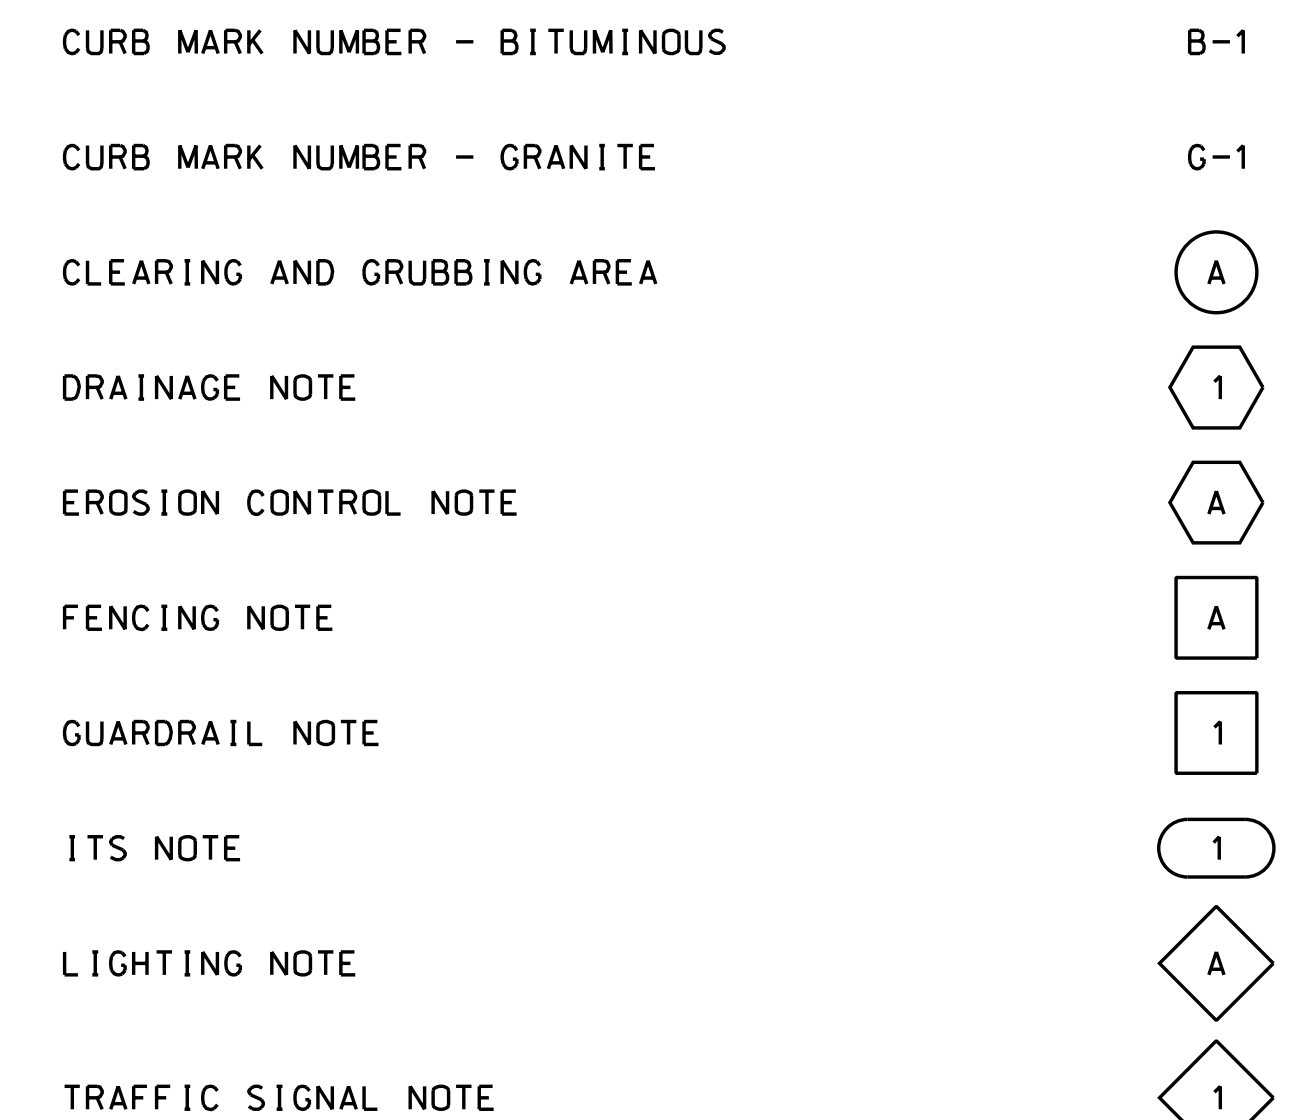 CURB MARK NUMBER - BITUMINOUS B-1
CURB MARK NUMBER - GRANITE G-1
CLEARING AND GRUBBING AREA A
DRAINAGE NOTE 1
EROSION CONTROL NOTE A
FENCING NOTE A
GUARDRAIL NOTE 1
ITS NOTE 1
LIGHTING NOTE A
TRAFFIC SIGNAL NOTE 1